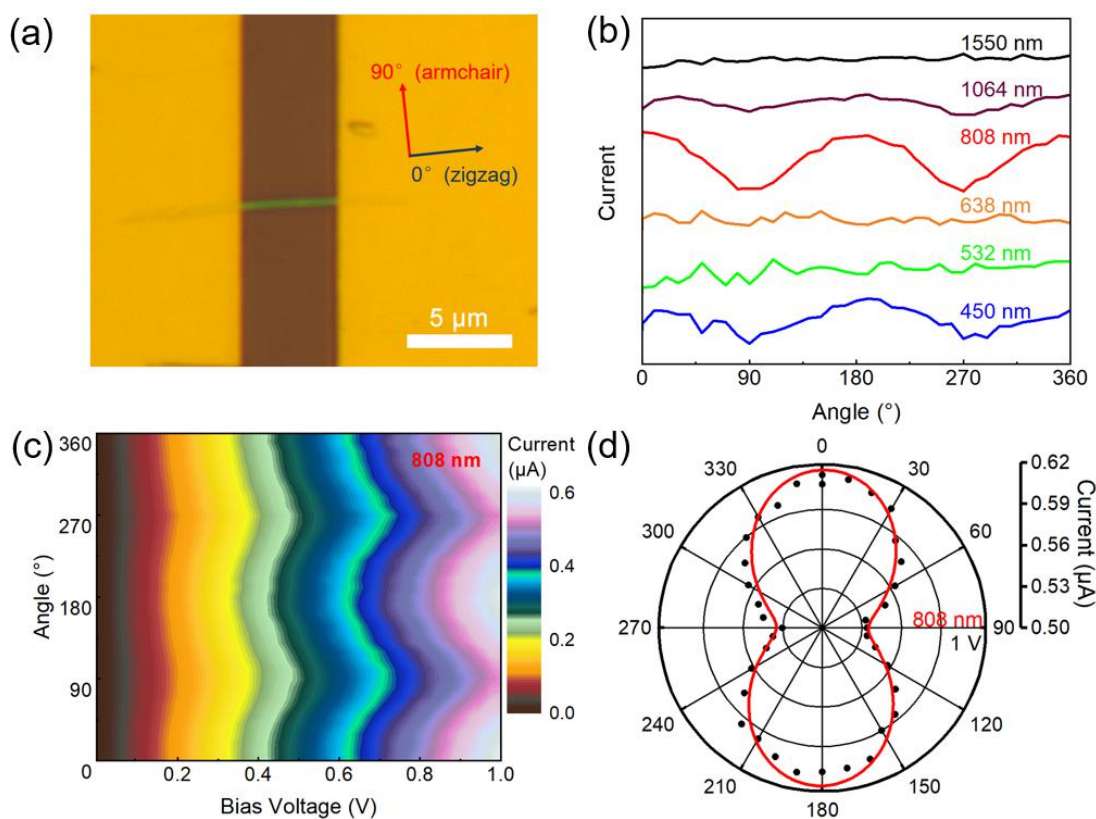 (a)
90° (armchair)
0° (zigzag)
5 μm
(b)
1550 nm
1064 nm
808 nm
638 nm
532 nm
450 nm
Current
0 90 180 270 360
Angle (°)
(c)
360
270
180
90
0
Angle (°)
808 nm
0.2 0.4 0.6 0.8 1.0
Bias Voltage (V)
Current
(μA)
0.6
0.4
0.2
0.0
(d)
0
30
60
90
120
150
180
210
240
270
300
330
808 nm
1 V
0.62
0.59
0.56
0.53
0.50
Current (μA)